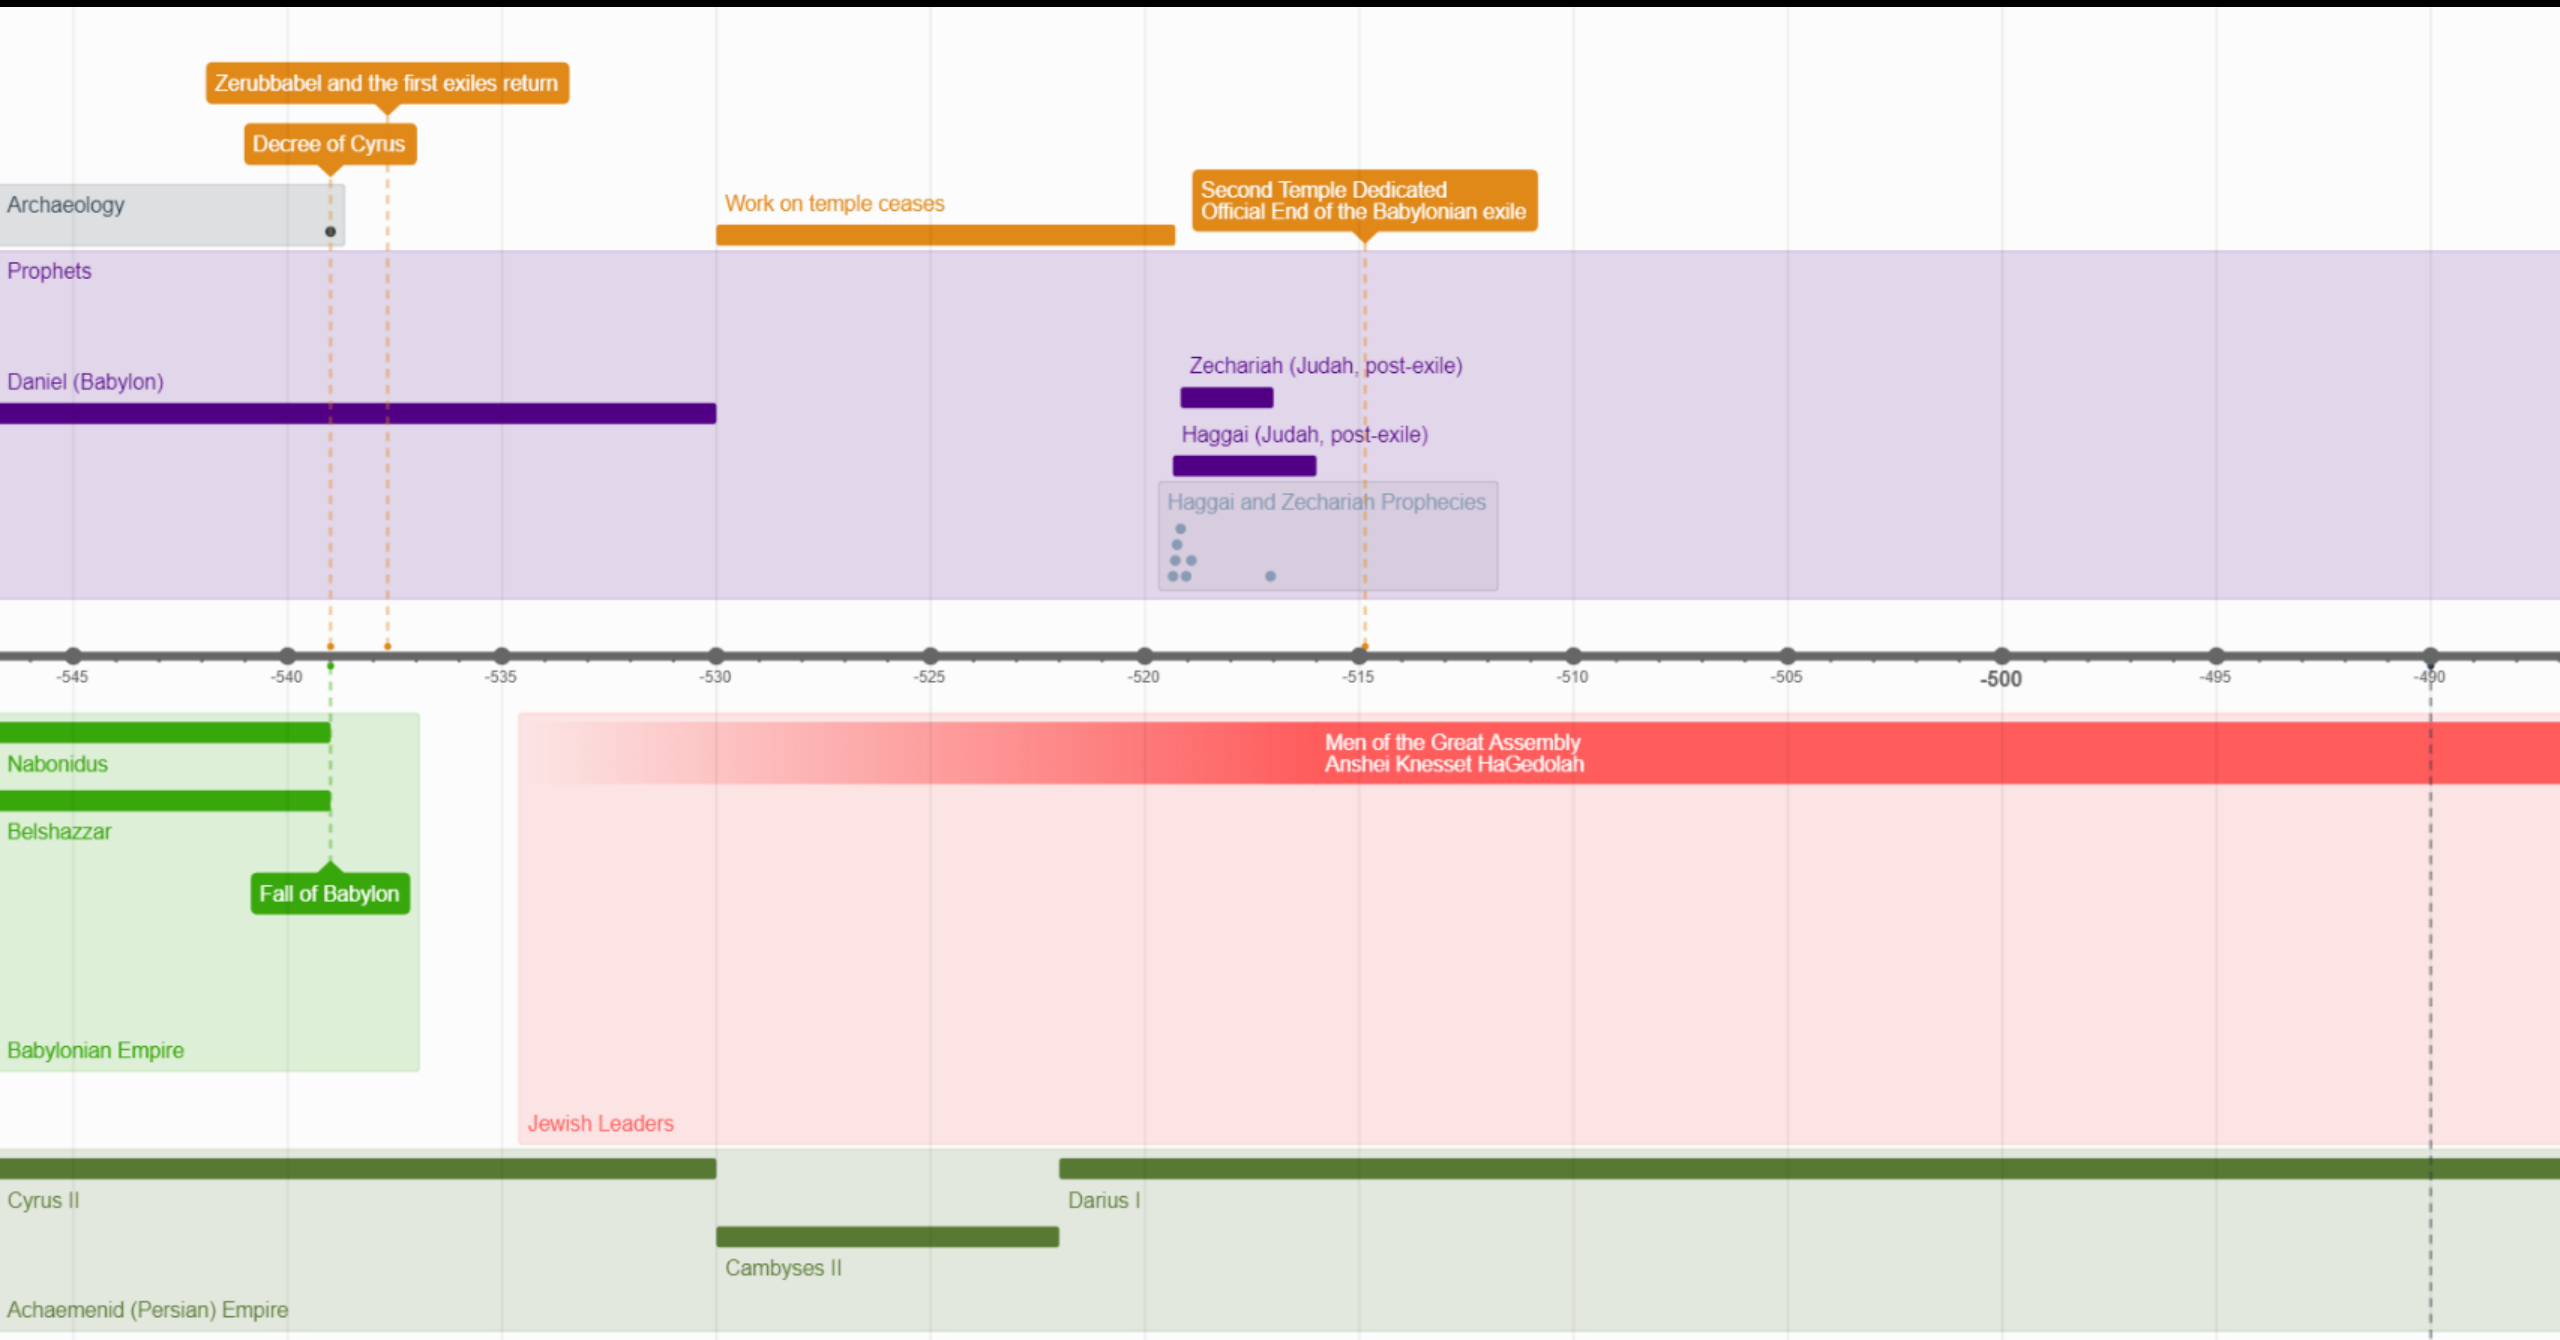 Zerubbabel and the first exiles return
Decree of Cyrus
Archaeology
Work on temple ceases
Second Temple Dedicated
Official End of the Babylonian exile
Prophets
Zechariah (Judah, post-exile)
Daniel (Babylon)
Haggai (Judah, post-exile)
Haggai and Zechariah Prophecies
-545
-540
-535
-530
-525
-520
-515
-510
-505
-500
-495
-490
Nabonidus
Men of the Great Assembly
Anshei Knesset HaGedolah
Belshazzar
Fall of Babylon
Babylonian Empire
Jewish Leaders
Cyrus II
Darius I
Cambyses II
Achaemenid (Persian) Empire